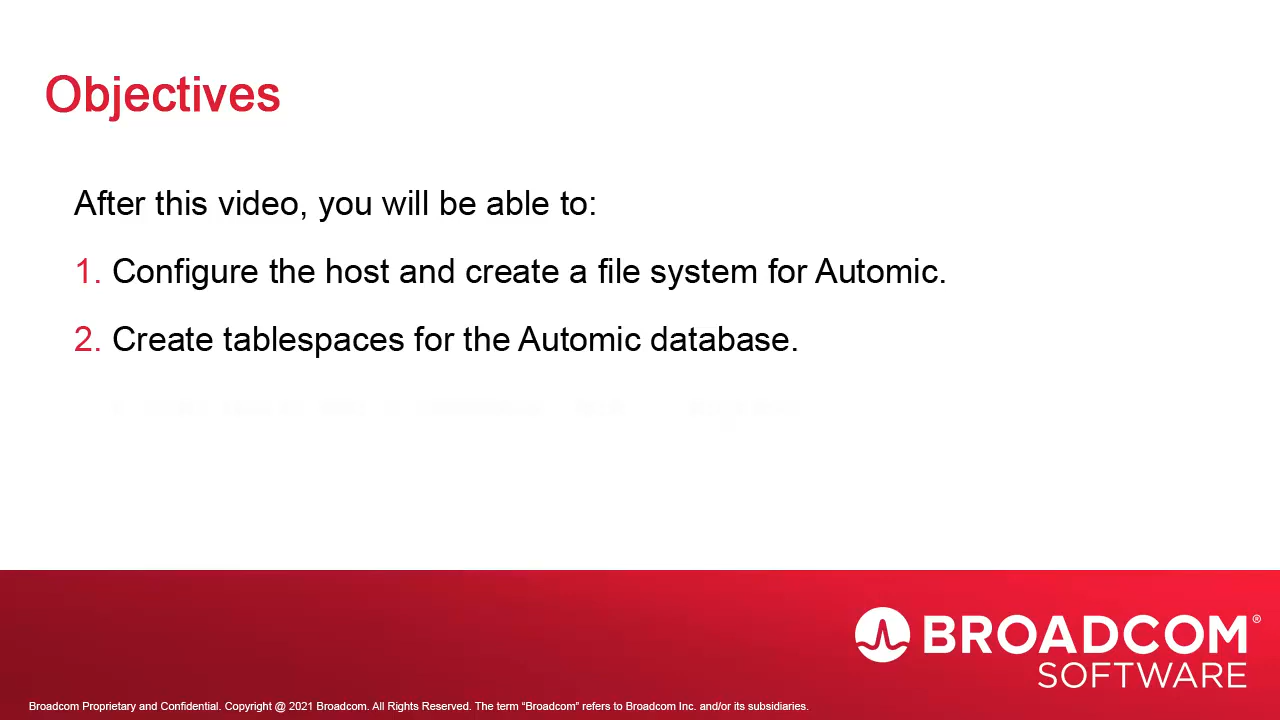 Objectives
After this video, you will be able to:
1. Configure the host and create a file system for Automic.
2. Create tablespaces for the Automic database.
BROADCOM®
SOFTWARE
Broadcom Proprietary and Confidential. Copyright @ 2021 Broadcom. All Rights Reserved. The term “Broadcom” refers to Broadcom Inc. and/or its subsidiaries.